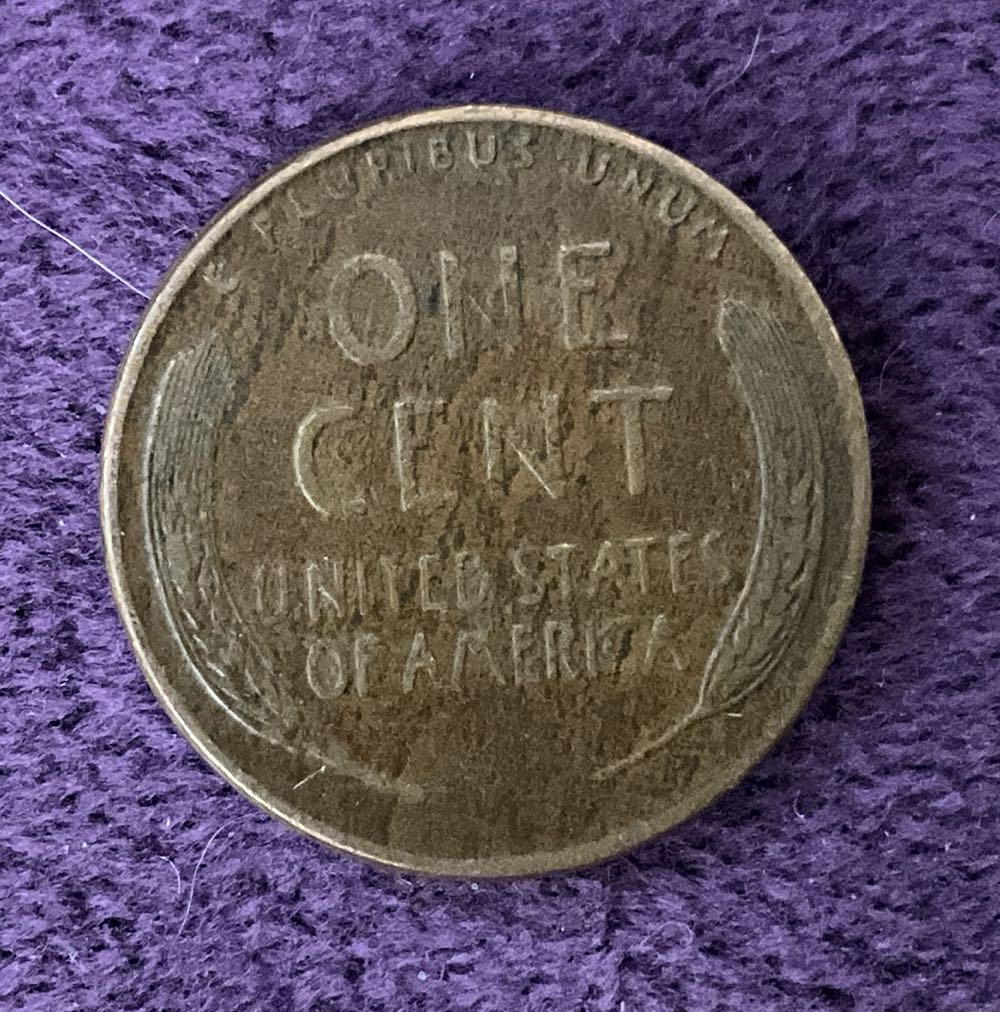 E PLURIBUS UNUM
ONE
CENT
UNITED STATES
OF AMERICA